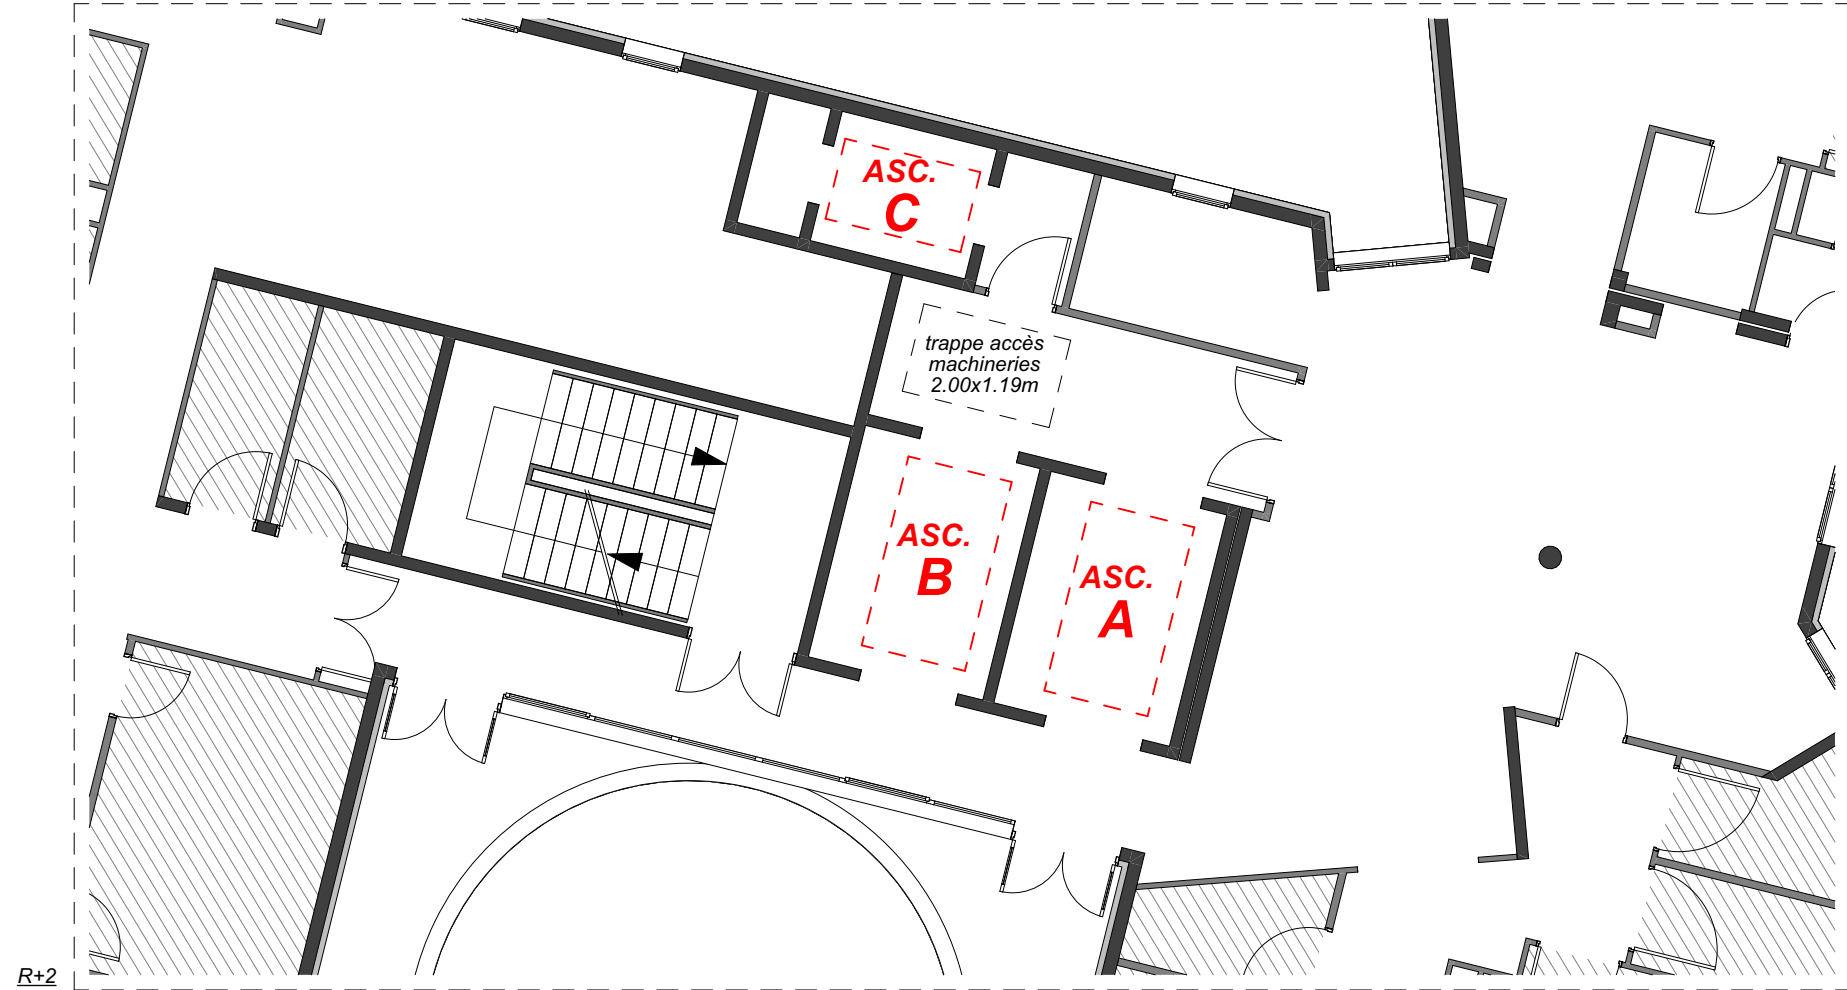 ASC.
C
trappe accès
machineries
2.00x1.19m
ASC.
B
ASC.
A
R+2